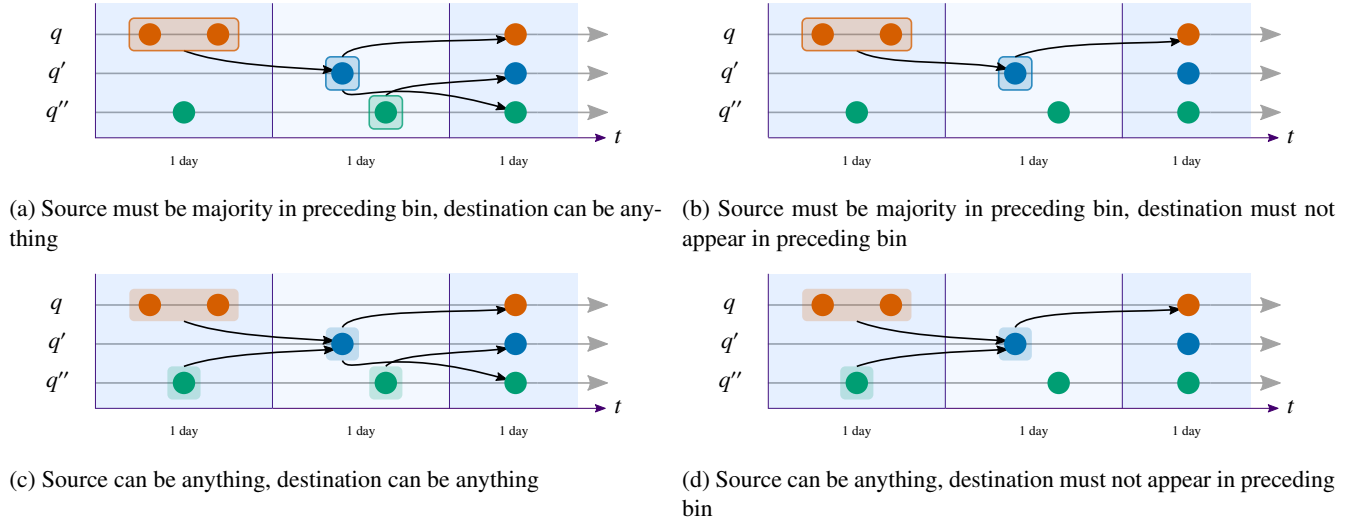 q
q′
q″
t
1 day 1 day 1 day
(a) Source must be majority in preceding bin, destination can be any-
thing
q
q′
q″
t
1 day 1 day 1 day
(b) Source must be majority in preceding bin, destination must not
appear in preceding bin
q
q′
q″
t
1 day 1 day 1 day
(c) Source can be anything, destination can be anything
q
q′
q″
t
1 day 1 day 1 day
(d) Source can be anything, destination must not appear in preceding
bin